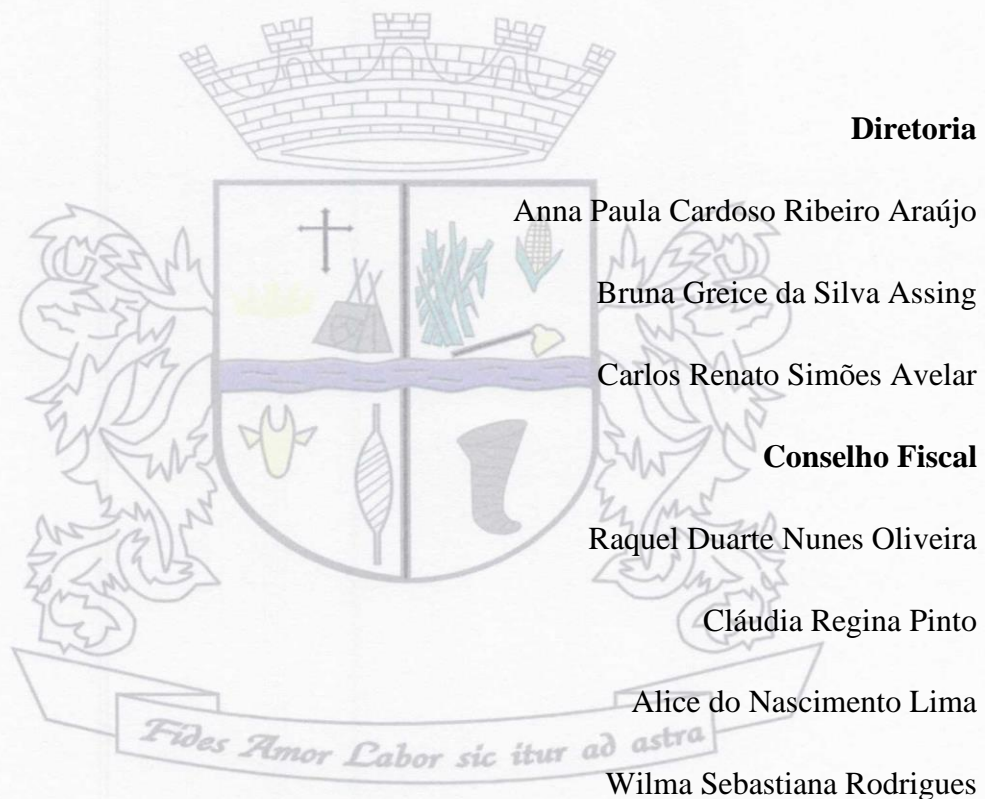 Diretoria
Anna Paula Cardoso Ribeiro Araújo
Bruna Greice da Silva Assing
Carlos Renato Simões Avelar
Conselho Fiscal
Raquel Duarte Nunes Oliveira
Cláudia Regina Pinto
Alice do Nascimento Lima
Fides Amor Labor sic itur ad astra
Wilma Sebastiana Rodrigues